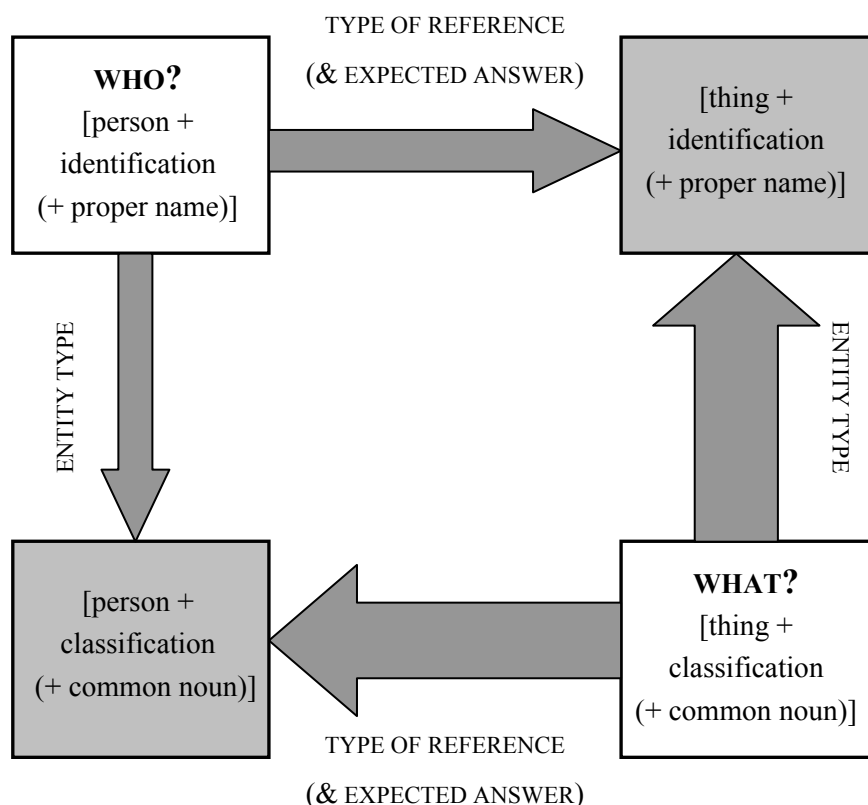 TYPE OF REFERENCE
(& EXPECTED ANSWER)
WHO?
[person +
identification
(+ proper name)]
[thing +
identification
(+ proper name)]
ENTITY TYPE
ENTITY TYPE
[person +
classification
(+ common noun)]
WHAT?
[thing +
classification
(+ common noun)]
TYPE OF REFERENCE
(& EXPECTED ANSWER)